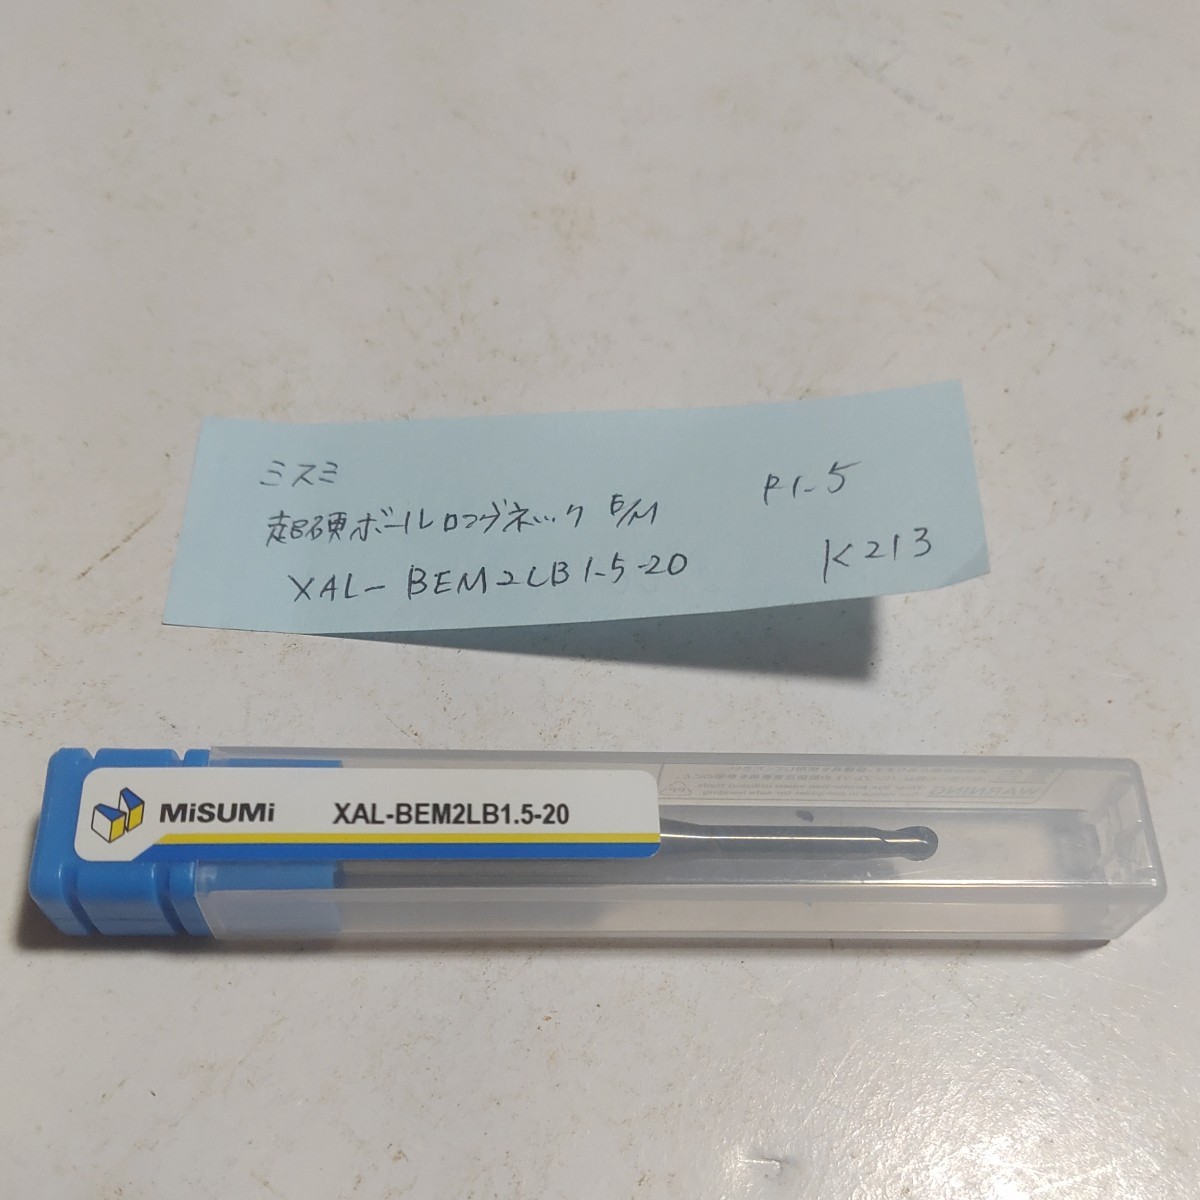 ミスミ
超硬ボールロングネック E/M
XAL-BEM2LB1.5-20
R1.5
K213
MiSUMi XAL-BEM2LB1.5-20
WARNING